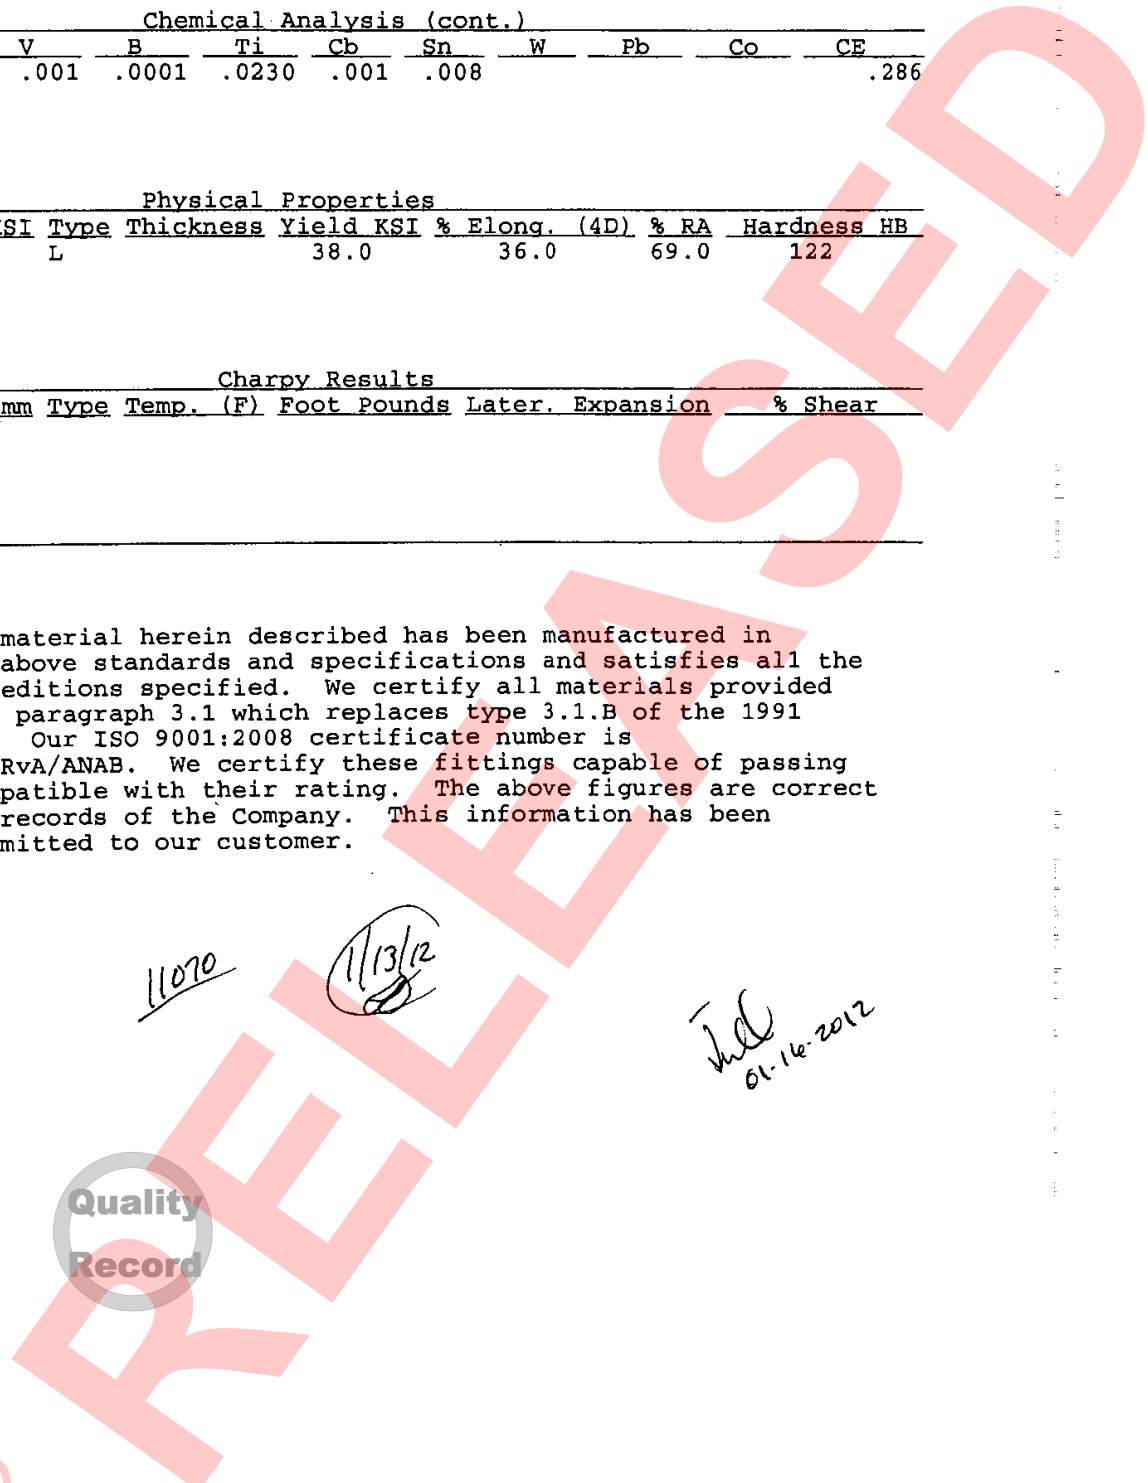 Chemical Analysis (cont.)
V B Ti Cb Sn W Pb Co CE
.001 .0001 .0230 .001 .008 .286
Physical Properties
KSI Type Thickness Yield KSI % Elong. (4D) % RA Hardness HB
L 38.0 36.0 69.0 122
Charpy Results
mm Type Temp. (F) Foot Pounds Later. Expansion % Shear
material herein described has been manufactured in
above standards and specifications and satisfies all the
editions specified. We certify all materials provided
paragraph 3.1 which replaces type 3.1.B of the 1991
Our ISO 9001:2008 certificate number is
RvA/ANAB. We certify these fittings capable of passing
patible with their rating. The above figures are correct
records of the Company. This information has been
mitted to our customer.
11070
1/13/12
01-16-2012
Quality
Record
RELEASED